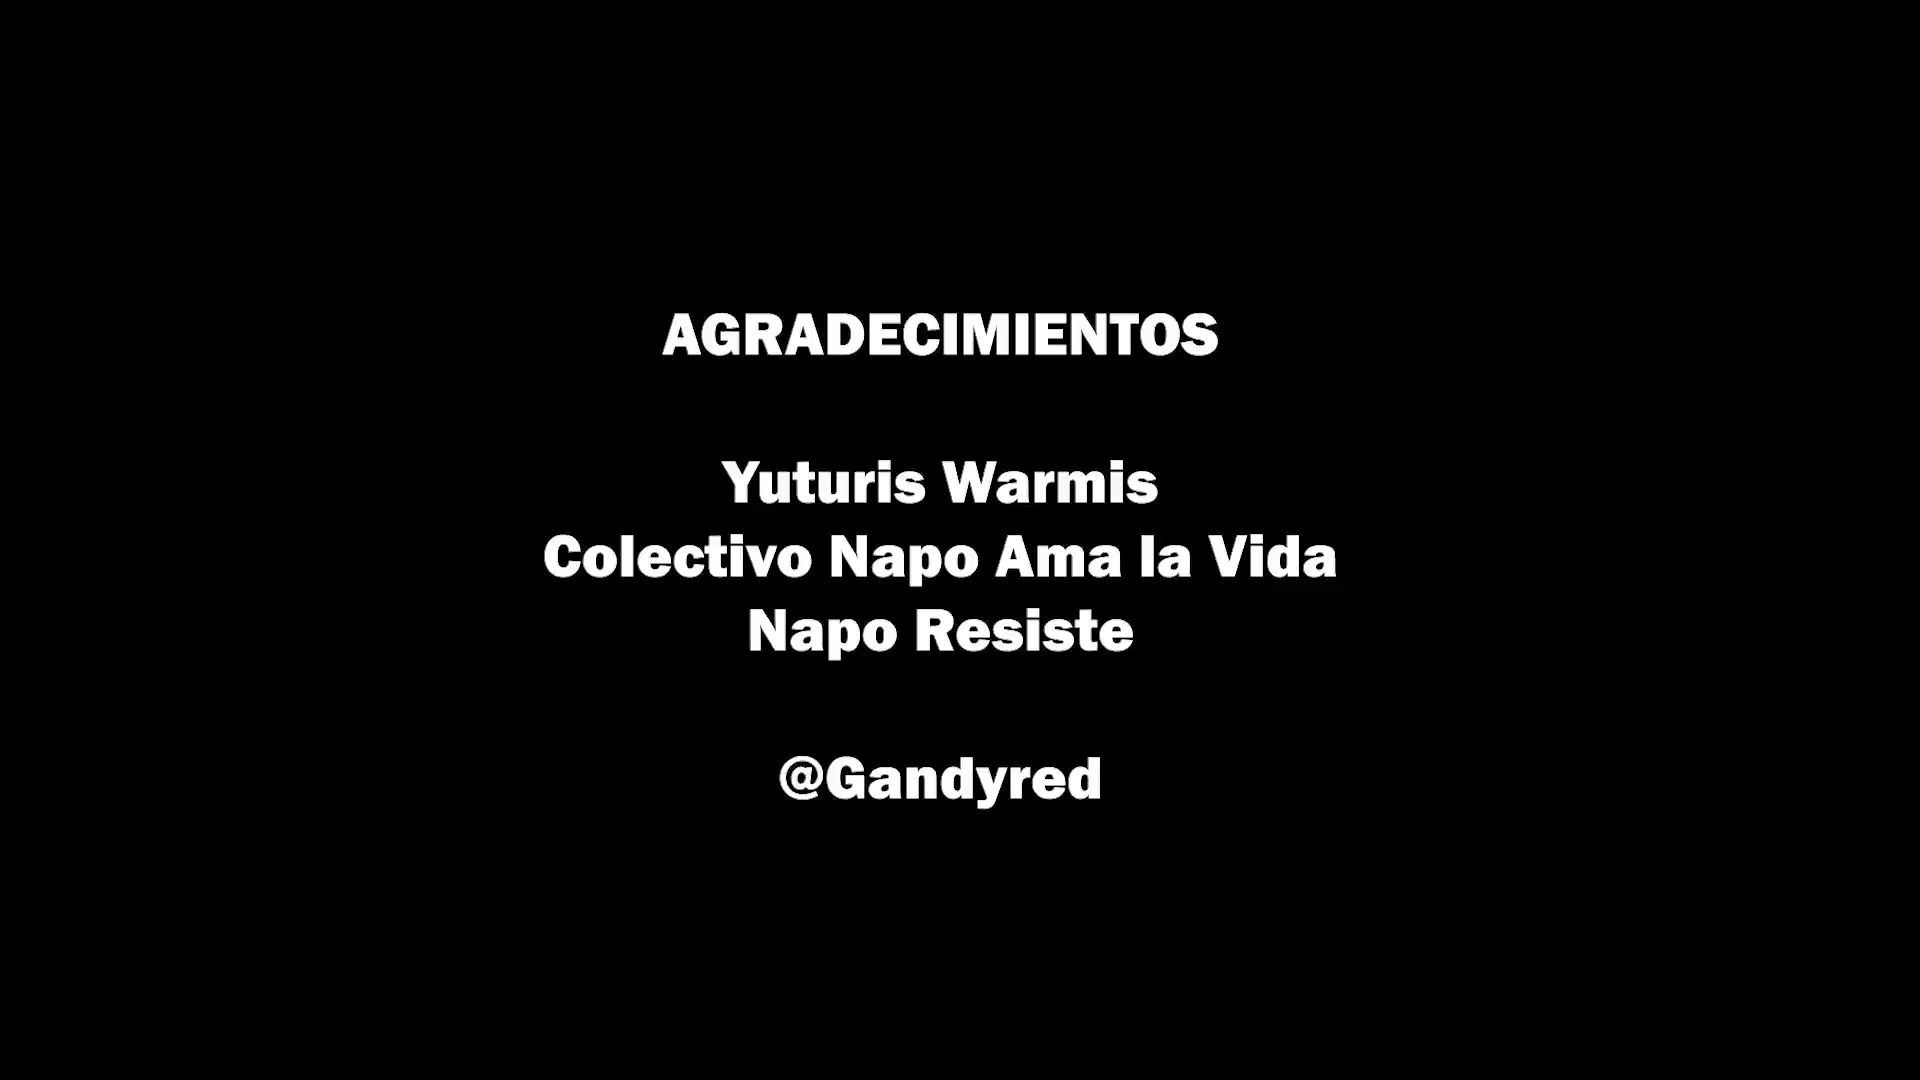 AGRADECIMIENTOS
Yuturis Warmis
Colectivo Napo Ama la Vida
Napo Resiste
@Gandyred